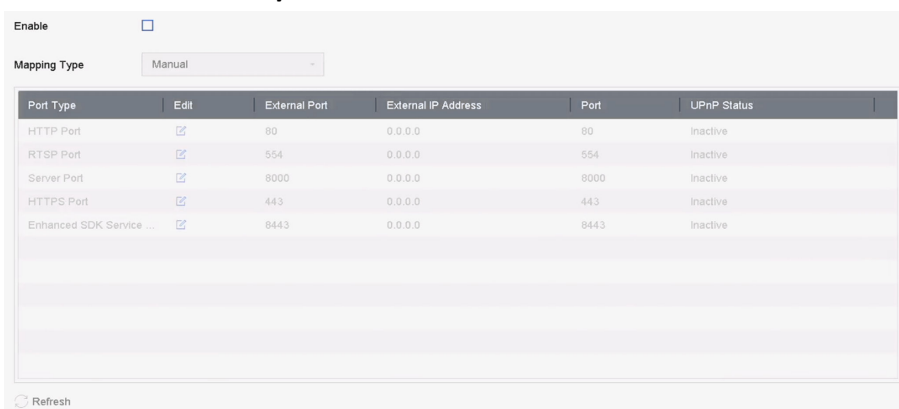 Enable
Mapping Type Manual
Port Type Edit External Port External IP Address Port UPnP Status
HTTP Port 80 0.0.0.0 80 Inactive
RTSP Port 554 0.0.0.0 554 Inactive
Server Port 8000 0.0.0.0 8000 Inactive
HTTPS Port 443 0.0.0.0 443 Inactive
Enhanced SDK Service ... 8443 0.0.0.0 8443 Inactive
Refresh